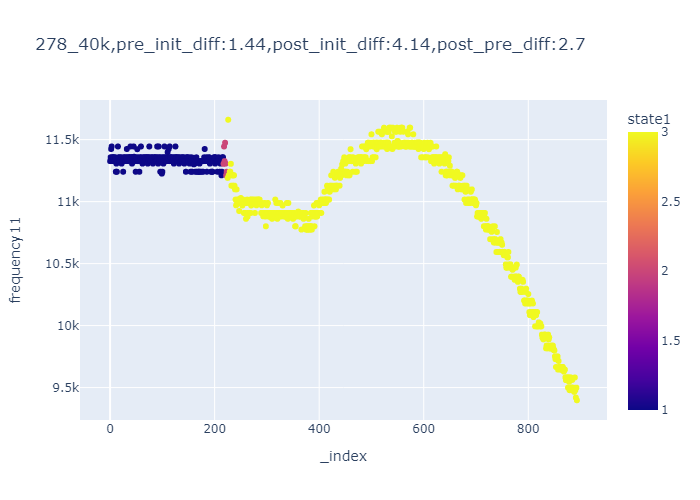 278_40k,pre_init_diff:1.44,post_init_diff:4.14,post_pre_diff:2.7
state1
3
2.5
2
1.5
1
frequency11
11.5k
11k
10.5k
10k
9.5k
0
200
400
600
800
_index